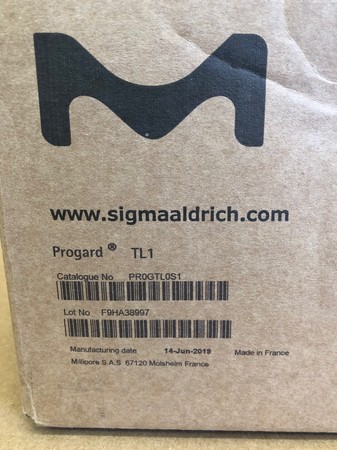 www.sigmaaldrich.com
Progard® TL1
Catalogue No PR0GTL0S1
Lot No F9HA38997
Manufacturing date 14-Jun-2019 Made in France
Millipore S.A.S 67120 Molsheim France